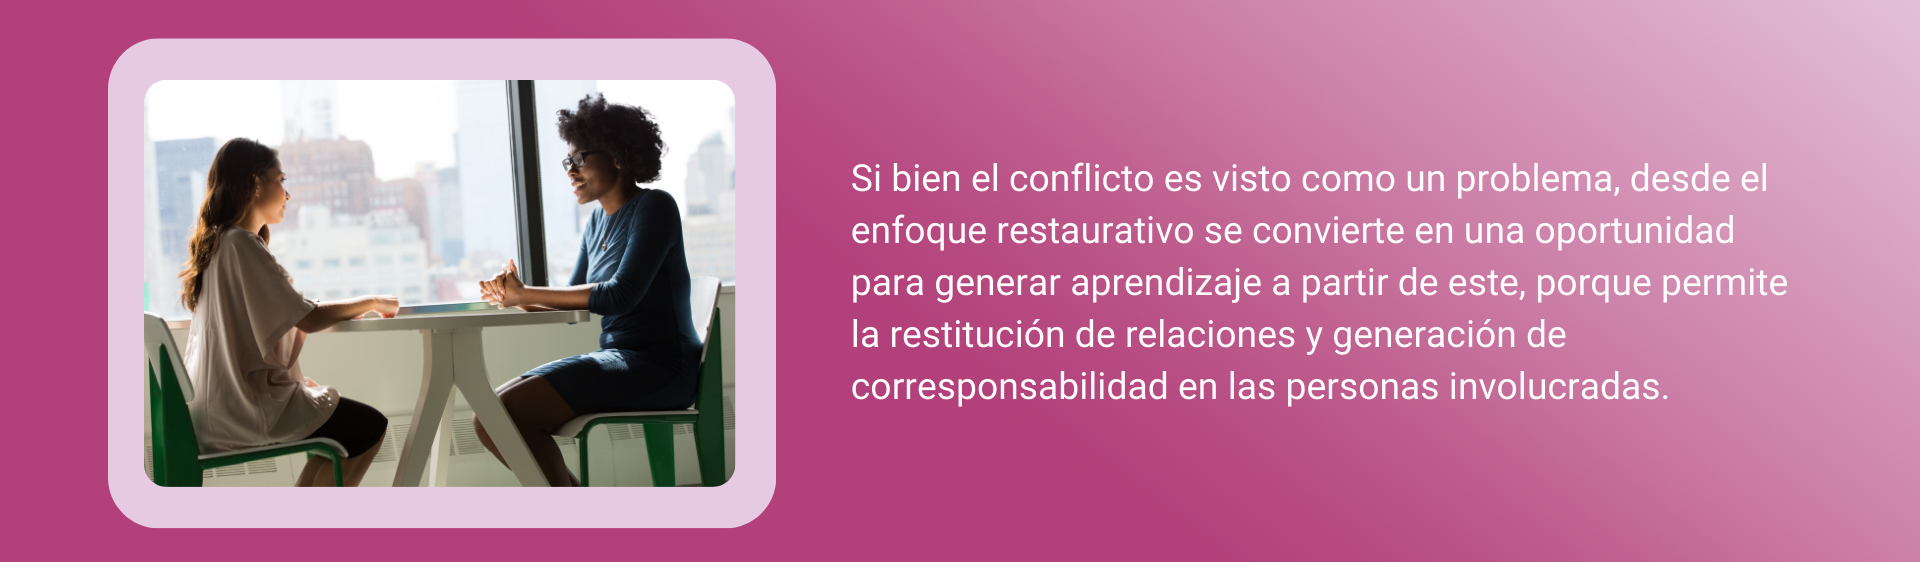 Si bien el conflicto es visto como un problema, desde el
enfoque restaurativo se convierte en una oportunidad
para generar aprendizaje a partir de este, porque permite
la restitución de relaciones y generación de
corresponsabilidad en las personas involucradas.